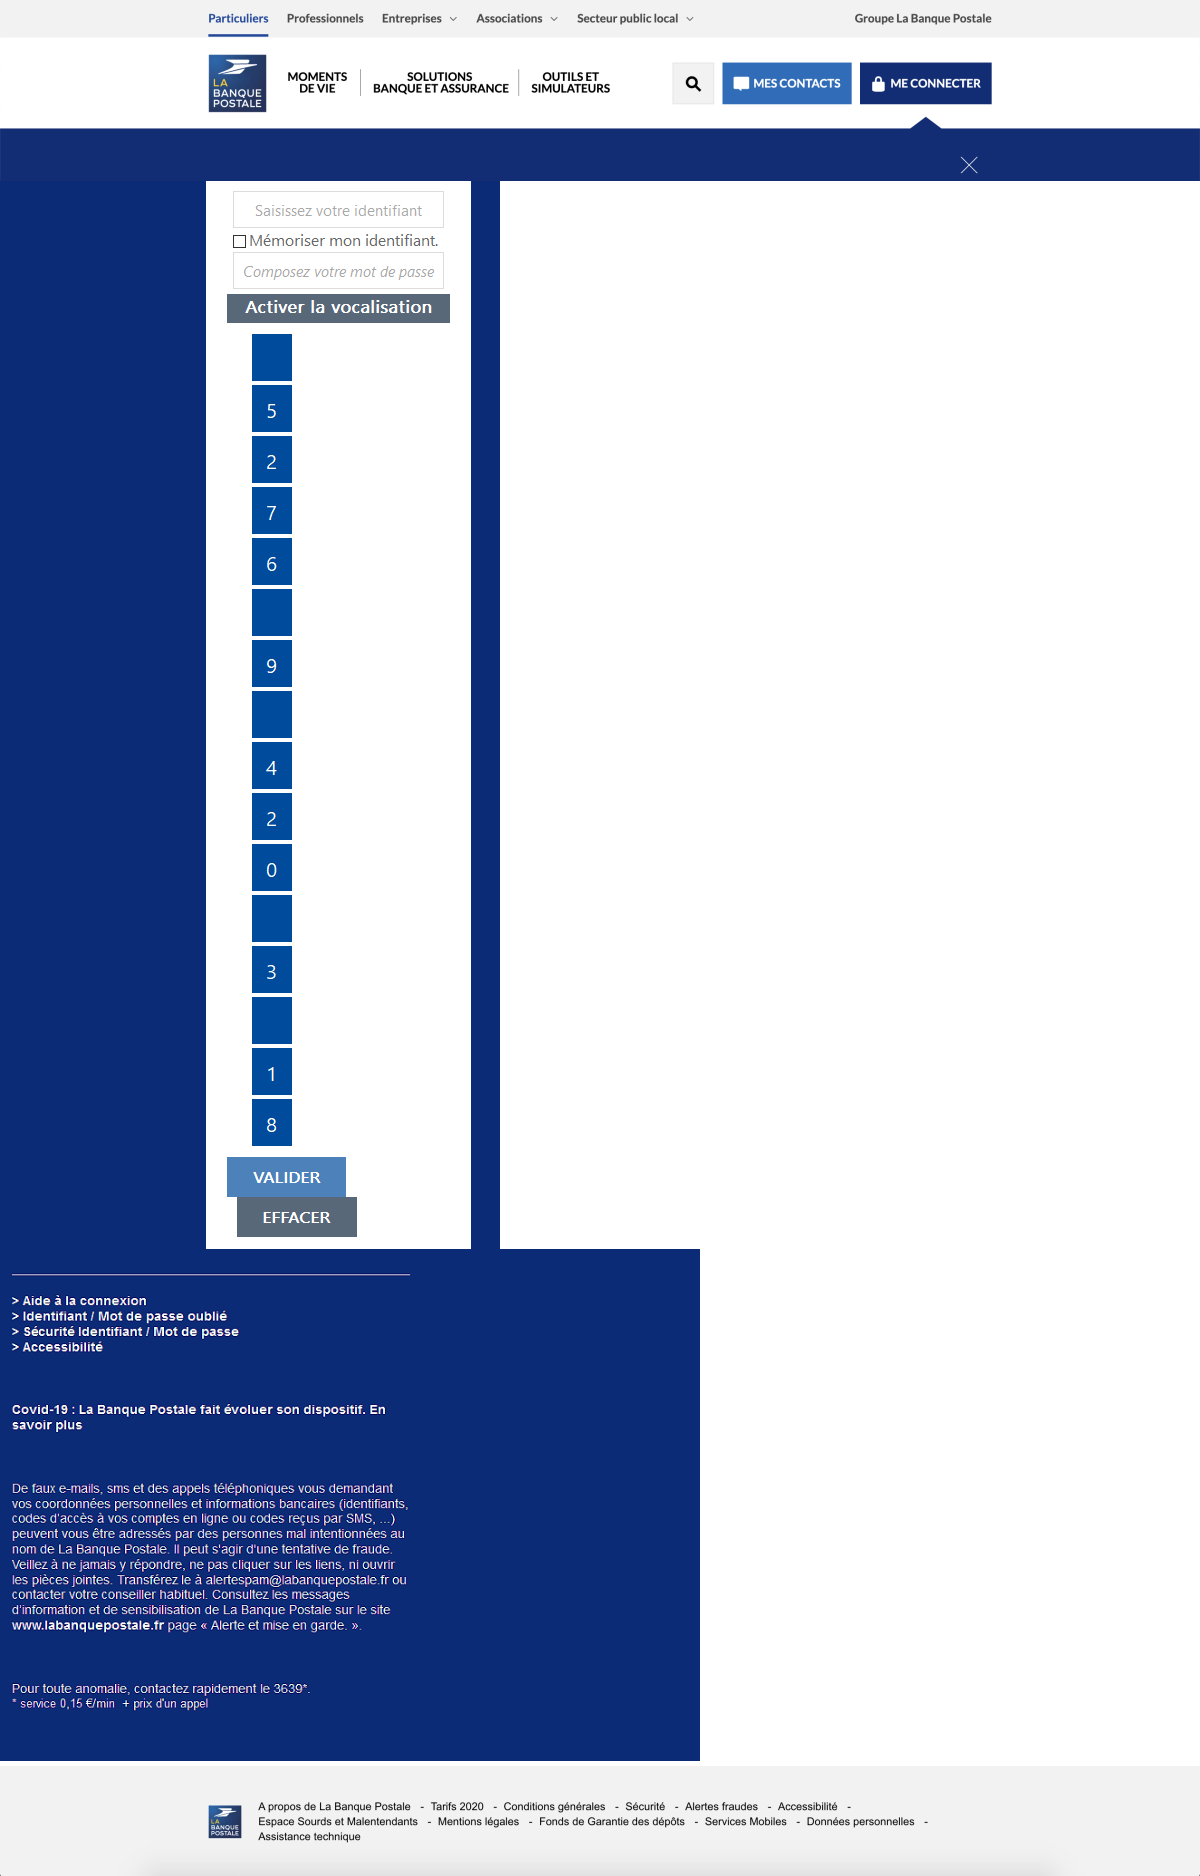 Particuliers Professionnels Entreprises Associations Secteur public local Groupe La Banque Postale
LA
BANQUE
POSTALE
MOMENTS
DE VIE
SOLUTIONS
BANQUE ET ASSURANCE
OUTILS ET
SIMULATEURS
MES CONTACTS
ME CONNECTER
Saisissez votre identifiant
Mémoriser mon identifiant.
Composez votre mot de passe
Activer la vocalisation
5
2
7
6
9
4
2
0
3
1
8
VALIDER
EFFACER
> Aide à la connexion
> Identifiant / Mot de passe oublié
> Sécurité Identifiant / Mot de passe
> Accessibilité
Covid-19 : La Banque Postale fait évoluer son dispositif. En
savoir plus
De faux e-mails, sms et des appels téléphoniques vous demandant
vos coordonnées personnelles et informations bancaires (identifiants,
codes d'accès à vos comptes en ligne ou codes reçus par SMS, ...)
peuvent vous être adressés par des personnes mal intentionnées au
nom de La Banque Postale. Il peut s'agir d'une tentative de fraude.
Veillez à ne jamais y répondre, ne pas cliquer sur les liens, ni ouvrir
les pièces jointes. Transférez le à alertespam@labanquepostale.fr ou
contacter votre conseiller habituel. Consultez les messages
d'information et de sensibilisation de La Banque Postale sur le site
www.labanquepostale.fr page « Alerte et mise en garde. ».
Pour toute anomalie, contactez rapidement le 3639*.
* service 0,15 €/min + prix d'un appel
LA
BANQUE
POSTALE
A propos de La Banque Postale - Tarifs 2020 - Conditions générales - Sécurité - Alertes fraudes - Accessibilité -
Espace Sourds et Malentendants - Mentions légales - Fonds de Garantie des dépôts - Services Mobiles - Données personnelles -
Assistance technique